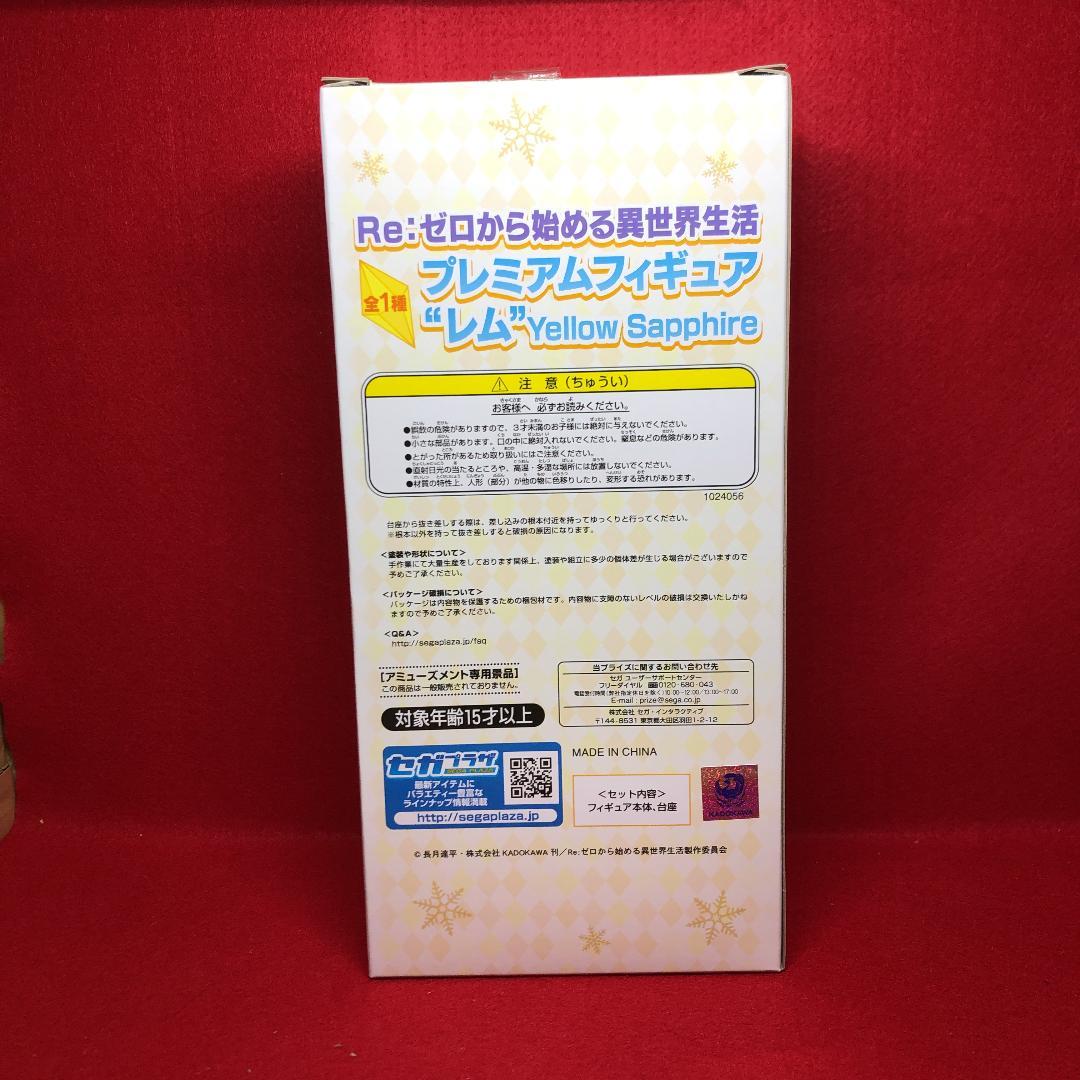 Re:ゼロから始める異世界生活
全1種
プレミアムフィギュア
“レム”Yellow Sapphire
⚠ 注 意(ちゅうい)
お客様へ 必ずお読みください。
●誤飲の危険がありますので、3才未満のお子様には絶対に与えないでください。
●小さな部品があります。口の中に絶対入れないでください。窒息などの危険があります。
●とがった所があるため取り扱いにはご注意ください。
●直射日光の当たるところや、高温・多湿な場所には放置しないでください。
●材質の特性上、人形(部分)が他の物に色移りしたり、変形する恐れがあります。
1024056
台座から抜き差しする際は、差し込みの根本付近を持ってゆっくりと行ってください。
※根本以外を持って抜き差しすると破損の原因になります。
<塗装や形状について>
手作業にて大量生産をしております関係上、塗装や組立に多少の個体差が生じる場合がございますので
予めご了承ください。
<パッケージ破損について>
パッケージは内容物を保護するための梱包材です。内容物に支障のないレベルの破損は交換いたしかね
ますので予めご了承ください。
<Q&A>
http://segaplaza.jp/faq
[アミューズメント専用景品]
この商品は一般販売されておりません。
対象年齢15才以上
当プライズに関するお問い合わせ先
セガ ユーザーサポートセンター
フリーダイヤル 0120-680-043
電話受付時間(弊社指定休日を除く)10:00~12:00/13:00~17:00
E-mail : prize@sega.co.jp
株式会社 セガ・インタラクティブ
〒144-8531 東京都大田区羽田1-2-12
セガプラザ
SEGA PLAZA
最新アイテムに
バラエティー豊富な
ラインナップ情報満載
http://segaplaza.jp
MADE IN CHINA
<セット内容>
フィギュア本体、台座
KADOKAWA
© 長月達平・株式会社KADOKAWA 刊/Re:ゼロから始める異世界生活製作委員会